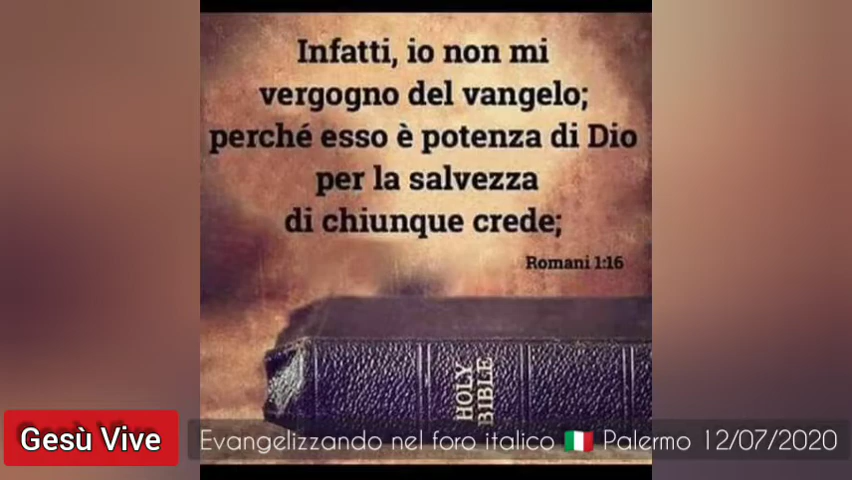 Infatti, io non mi
vergogno del vangelo;
perché esso è potenza di Dio
per la salvezza
di chiunque crede;
Romani 1:16
HOLY
BIBLE
Gesù Vive
Evangelizzando nel foro italico 🇮🇹 Palermo 12/07/2020